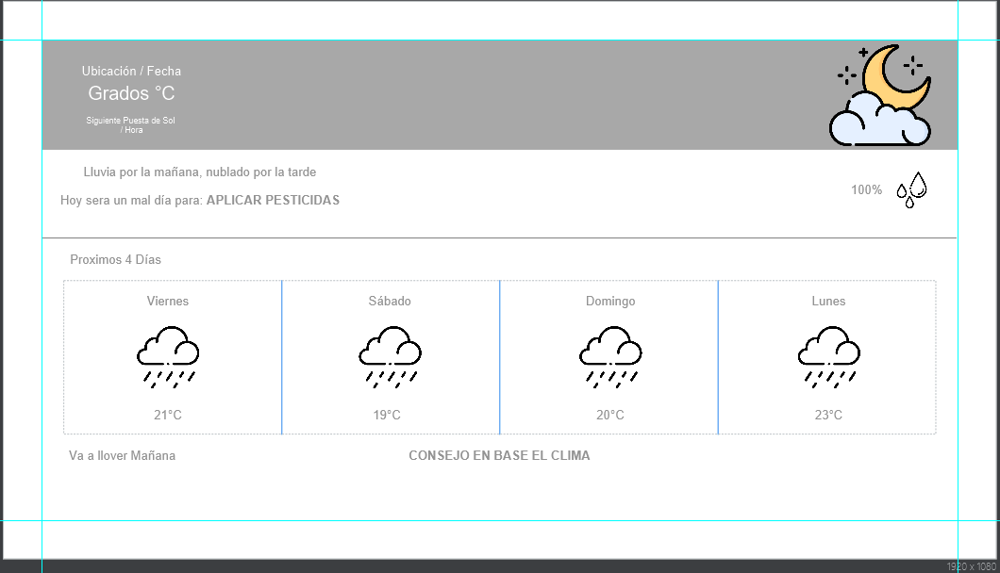 Ubicación / Fecha
Grados °C
Siguiente Puesta de Sol
/ Hora
Lluvia por la mañana, nublado por la tarde
100%
Hoy sera un mal día para: APLICAR PESTICIDAS
Proximos 4 Días
Viernes
Sábado
Domingo
Lunes
21°C
19°C
20°C
23°C
Va a llover Mañana
CONSEJO EN BASE EL CLIMA
1920 x 1080